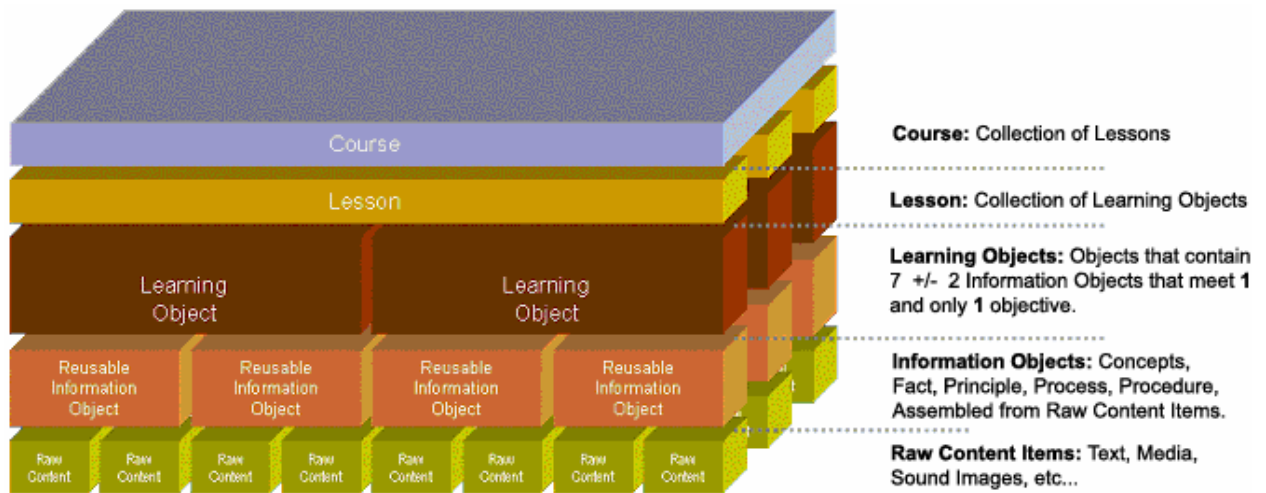 Course
Lesson
Learning
Object
Learning
Object
Reusable
Information
Object
Reusable
Information
Object
Reusable
Information
Object
Reusable
Information
Object
Raw
Content
Raw
Content
Raw
Content
Raw
Content
Raw
Content
Raw
Content
Raw
Content
Raw
Content
Course: Collection of Lessons
Lesson: Collection of Learning Objects
Learning Objects: Objects that contain
7 +/- 2 Information Objects that meet 1
and only 1 objective.
Information Objects: Concepts,
Fact, Principle, Process, Procedure,
Assembled from Raw Content Items.
Raw Content Items: Text, Media,
Sound Images, etc...